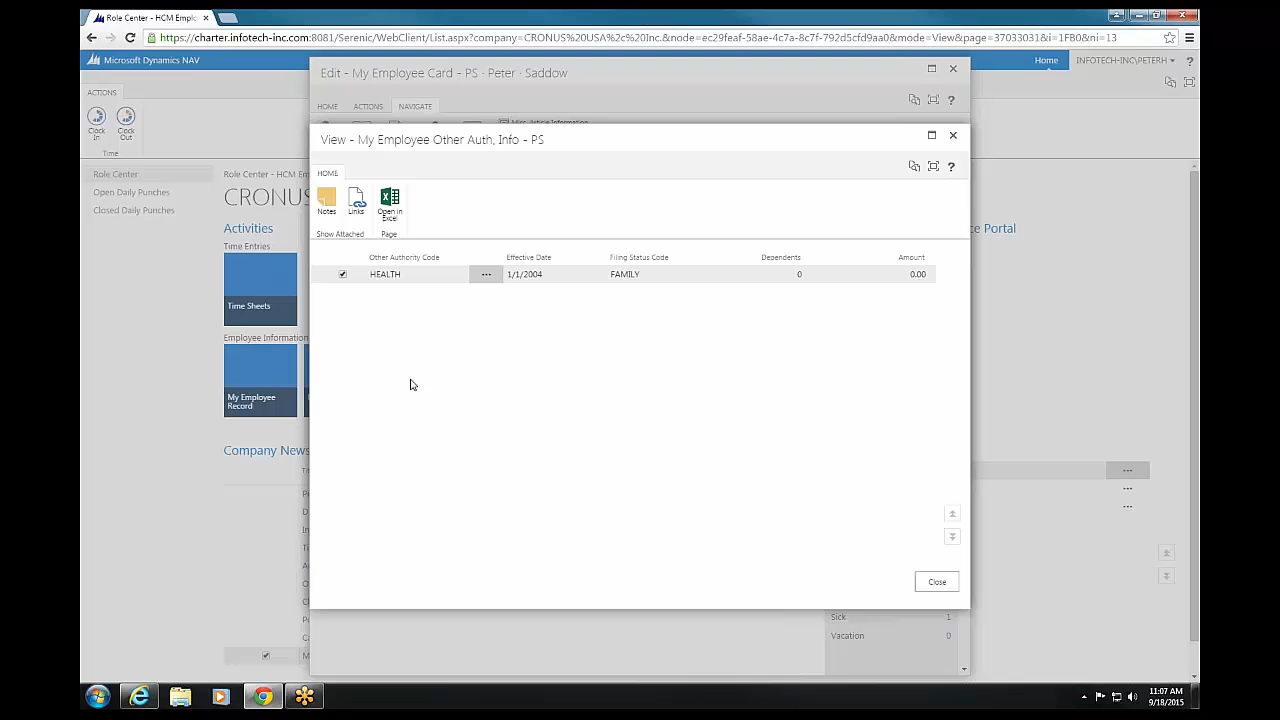 Role Center - HCM Emplo
https://charter.infotech-inc.com:8081/Serenic/WebClient/List.aspx?company=CRONUS%20USA%2c%20Inc.&node=ec29feaf-58ae-4c7a-8c7f-792d5cfd9aa0&mode=View&page=37033031&i=1FB0&ni=13
Microsoft Dynamics NAV
Home
INFOTECH-INC\PETERH
?
Edit - My Employee Card - PS · Peter · Saddow
ACTIONS
HOME
ACTIONS
NAVIGATE
?
Clock In
Clock Out
Time
Misc. Article Information
View - My Employee Other Auth, Info - PS
HOME
?
Notes
Links
Open in Excel
Show Attached
Page
Role Center
Open Daily Punches
Closed Daily Punches
Role Center - HCM Em
CRONUS
Activities
ce Portal
Time Entries
Time Sheets
Employee Information
My Employee Record
Company News
Other Authority Code
Effective Date
Filing Status Code
Dependents
Amount
HEALTH
...
1/1/2004
FAMILY
0
0.00
Close
Sick
1
Vacation
0
11:07 AM
9/18/2015